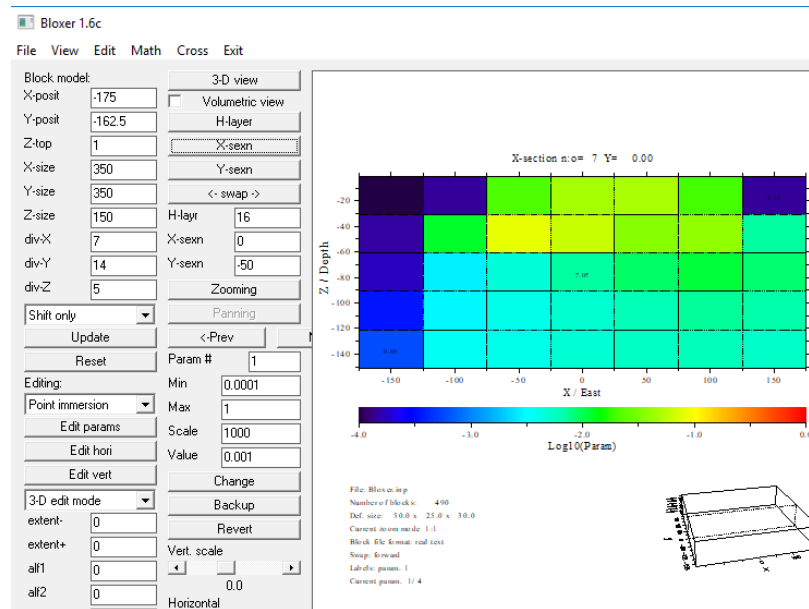 Bloxer 1.6c
File View Edit Math Cross Exit
Block model:
X-posit -175
Y-posit -162.5
Z-top 1
X-size 350
Y-size 350
Z-size 150
div-X 7
div-Y 14
div-Z 5
Shift only
Update
Reset
Editing:
Point immersion
Edit params
Edit hori
Edit vert
3-D edit mode
extent- 0
extent+ 0
alf1 0
alf2 0
3-D view
Volumetric view
H-layer
X-sexn
Y-sexn
<- swap ->
H-layr 16
X-sexn 0
Y-sexn -50
Zooming
Panning
<-Prev
Param # 1
Min 0.0001
Max 1
Scale 1000
Value 0.001
Change
Backup
Revert
Vert. scale
0.0
Horizontal
X-section n:o= 7 Y= 0.00
Z / Depth
-20
-40
-60
-80
-100
-120
-140
7.05
-150 -100 -50 0 50 100 150
X / East
-4.0 -3.0 -2.0 -1.0
Log10(Param)
File: Bloxer.inp
Number of blocks: 490
Def. size: 50.0 x 25.0 x 30.0
Current zoom mode 1:1
Block file format: real text
Swap: forward
Labels: param. 1
Current param. 1/ 4
X